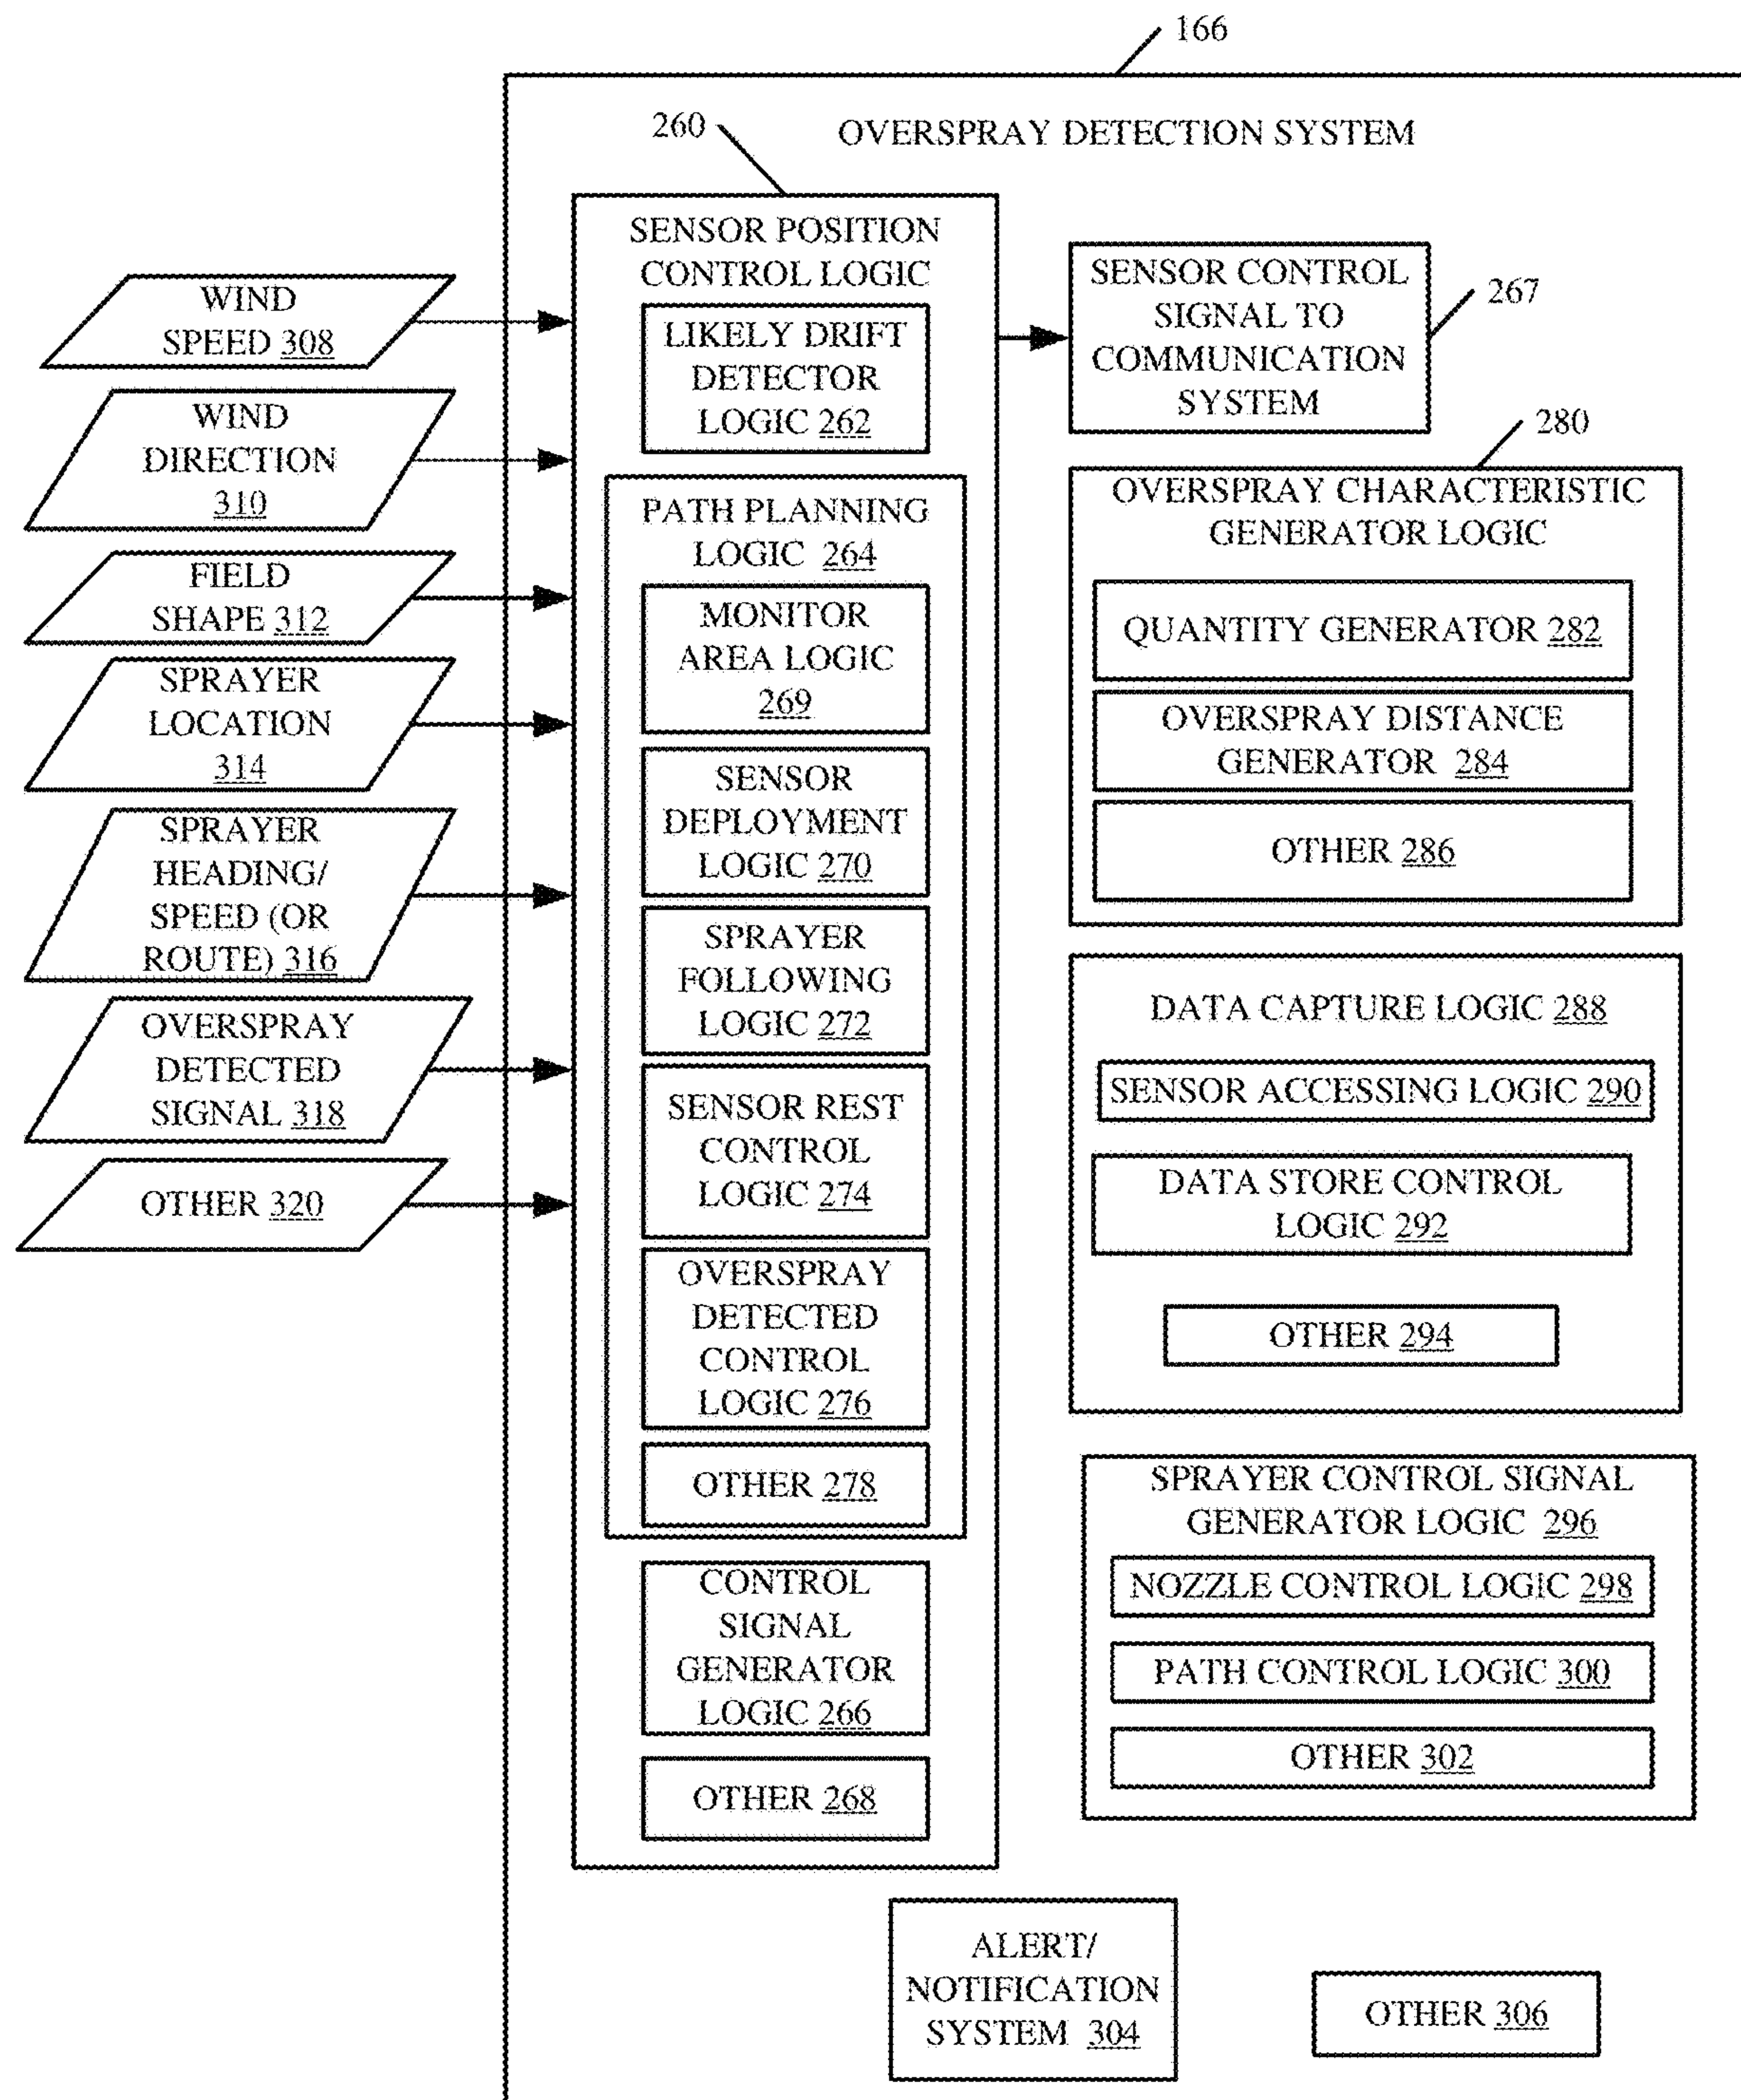 166
OVERSPRAY DETECTION SYSTEM
260
WIND
SPEED 308
WIND
DIRECTION
310
FIELD
SHAPE 312
SPRAYER
LOCATION
314
SPRAYER
HEADING/
SPEED (OR
ROUTE) 316
OVERSPRAY
DETECTED
SIGNAL 318
OTHER 320
SENSOR POSITION
CONTROL LOGIC
LIKELY DRIFT
DETECTOR
LOGIC 262
PATH PLANNING
LOGIC 264
MONITOR
AREA LOGIC
269
SENSOR
DEPLOYMENT
LOGIC 270
SPRAYER
FOLLOWING
LOGIC 272
SENSOR REST
CONTROL
LOGIC 274
OVERSPRAY
DETECTED
CONTROL
LOGIC 276
OTHER 278
CONTROL
SIGNAL
GENERATOR
LOGIC 266
OTHER 268
SENSOR CONTROL
SIGNAL TO
COMMUNICATION
SYSTEM
267
280
OVERSPRAY CHARACTERISTIC
GENERATOR LOGIC
QUANTITY GENERATOR 282
OVERSPRAY DISTANCE
GENERATOR 284
OTHER 286
DATA CAPTURE LOGIC 288
SENSOR ACCESSING LOGIC 290
DATA STORE CONTROL
LOGIC 292
OTHER 294
SPRAYER CONTROL SIGNAL
GENERATOR LOGIC 296
NOZZLE CONTROL LOGIC 298
PATH CONTROL LOGIC 300
OTHER 302
ALERT/
NOTIFICATION
SYSTEM 304
OTHER 306